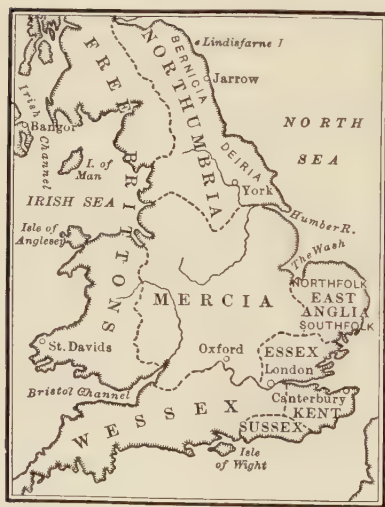 FREE BRITONS
NORTHUMBRIA
BERNICIA
Lindisfarne I
Jarrow
DEIRIA
NORTH
SEA
Irish Channel
Bangor
I. of
Man
IRISH SEA
York
Humber R.
Isle of
Anglesey
The Wash
NORTHFOLK
EAST
ANGLIA
SOUTHFOLK
MERCIA
St. Davids
Oxford
ESSEX
London
Bristol Channel
Canterbury
KENT
WESSEX
SUSSEX
Isle
of Wight